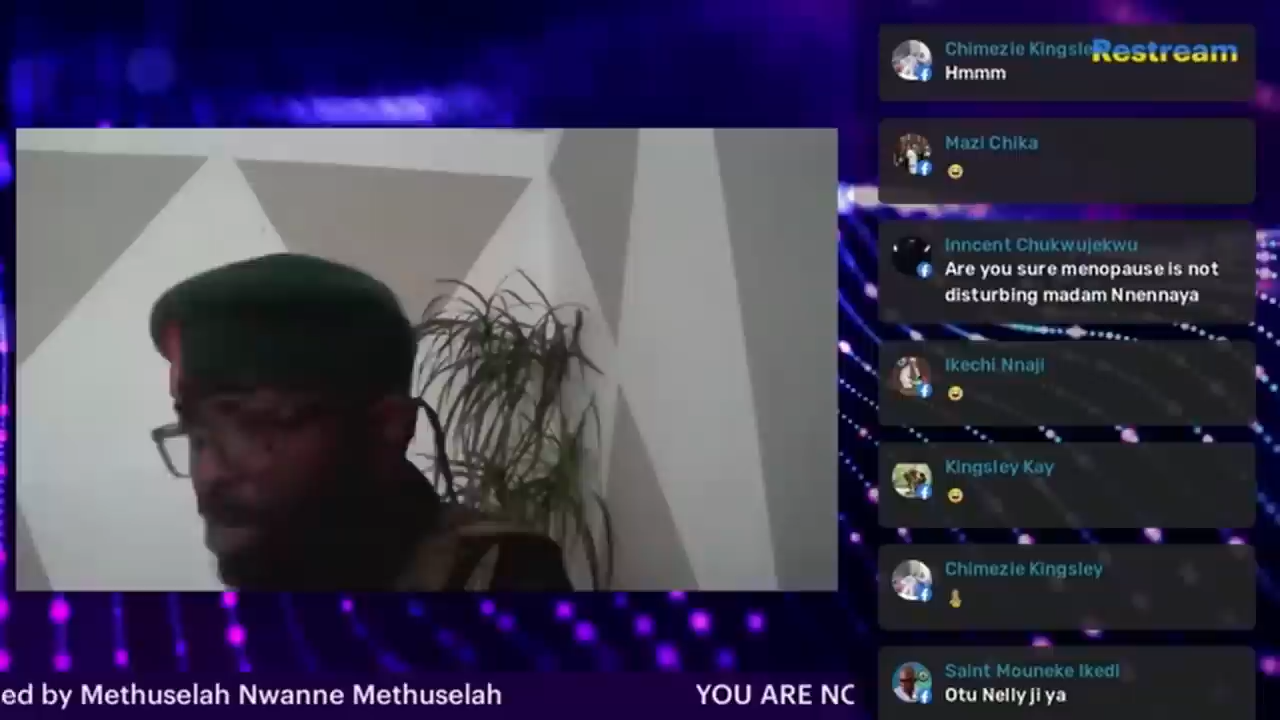 Chimezie Kingsle
Restream
Hmmm
Mazi Chika
Inncent Chukwujekwu
Are you sure menopause is not
disturbing madam Nnennaya
Ikechi Nnaji
Kingsley Kay
Chimezie Kingsley
Saint Mouneke Ikedi
Otu Nelly ji ya
ed by Methuselah Nwanne Methuselah
YOU ARE NC